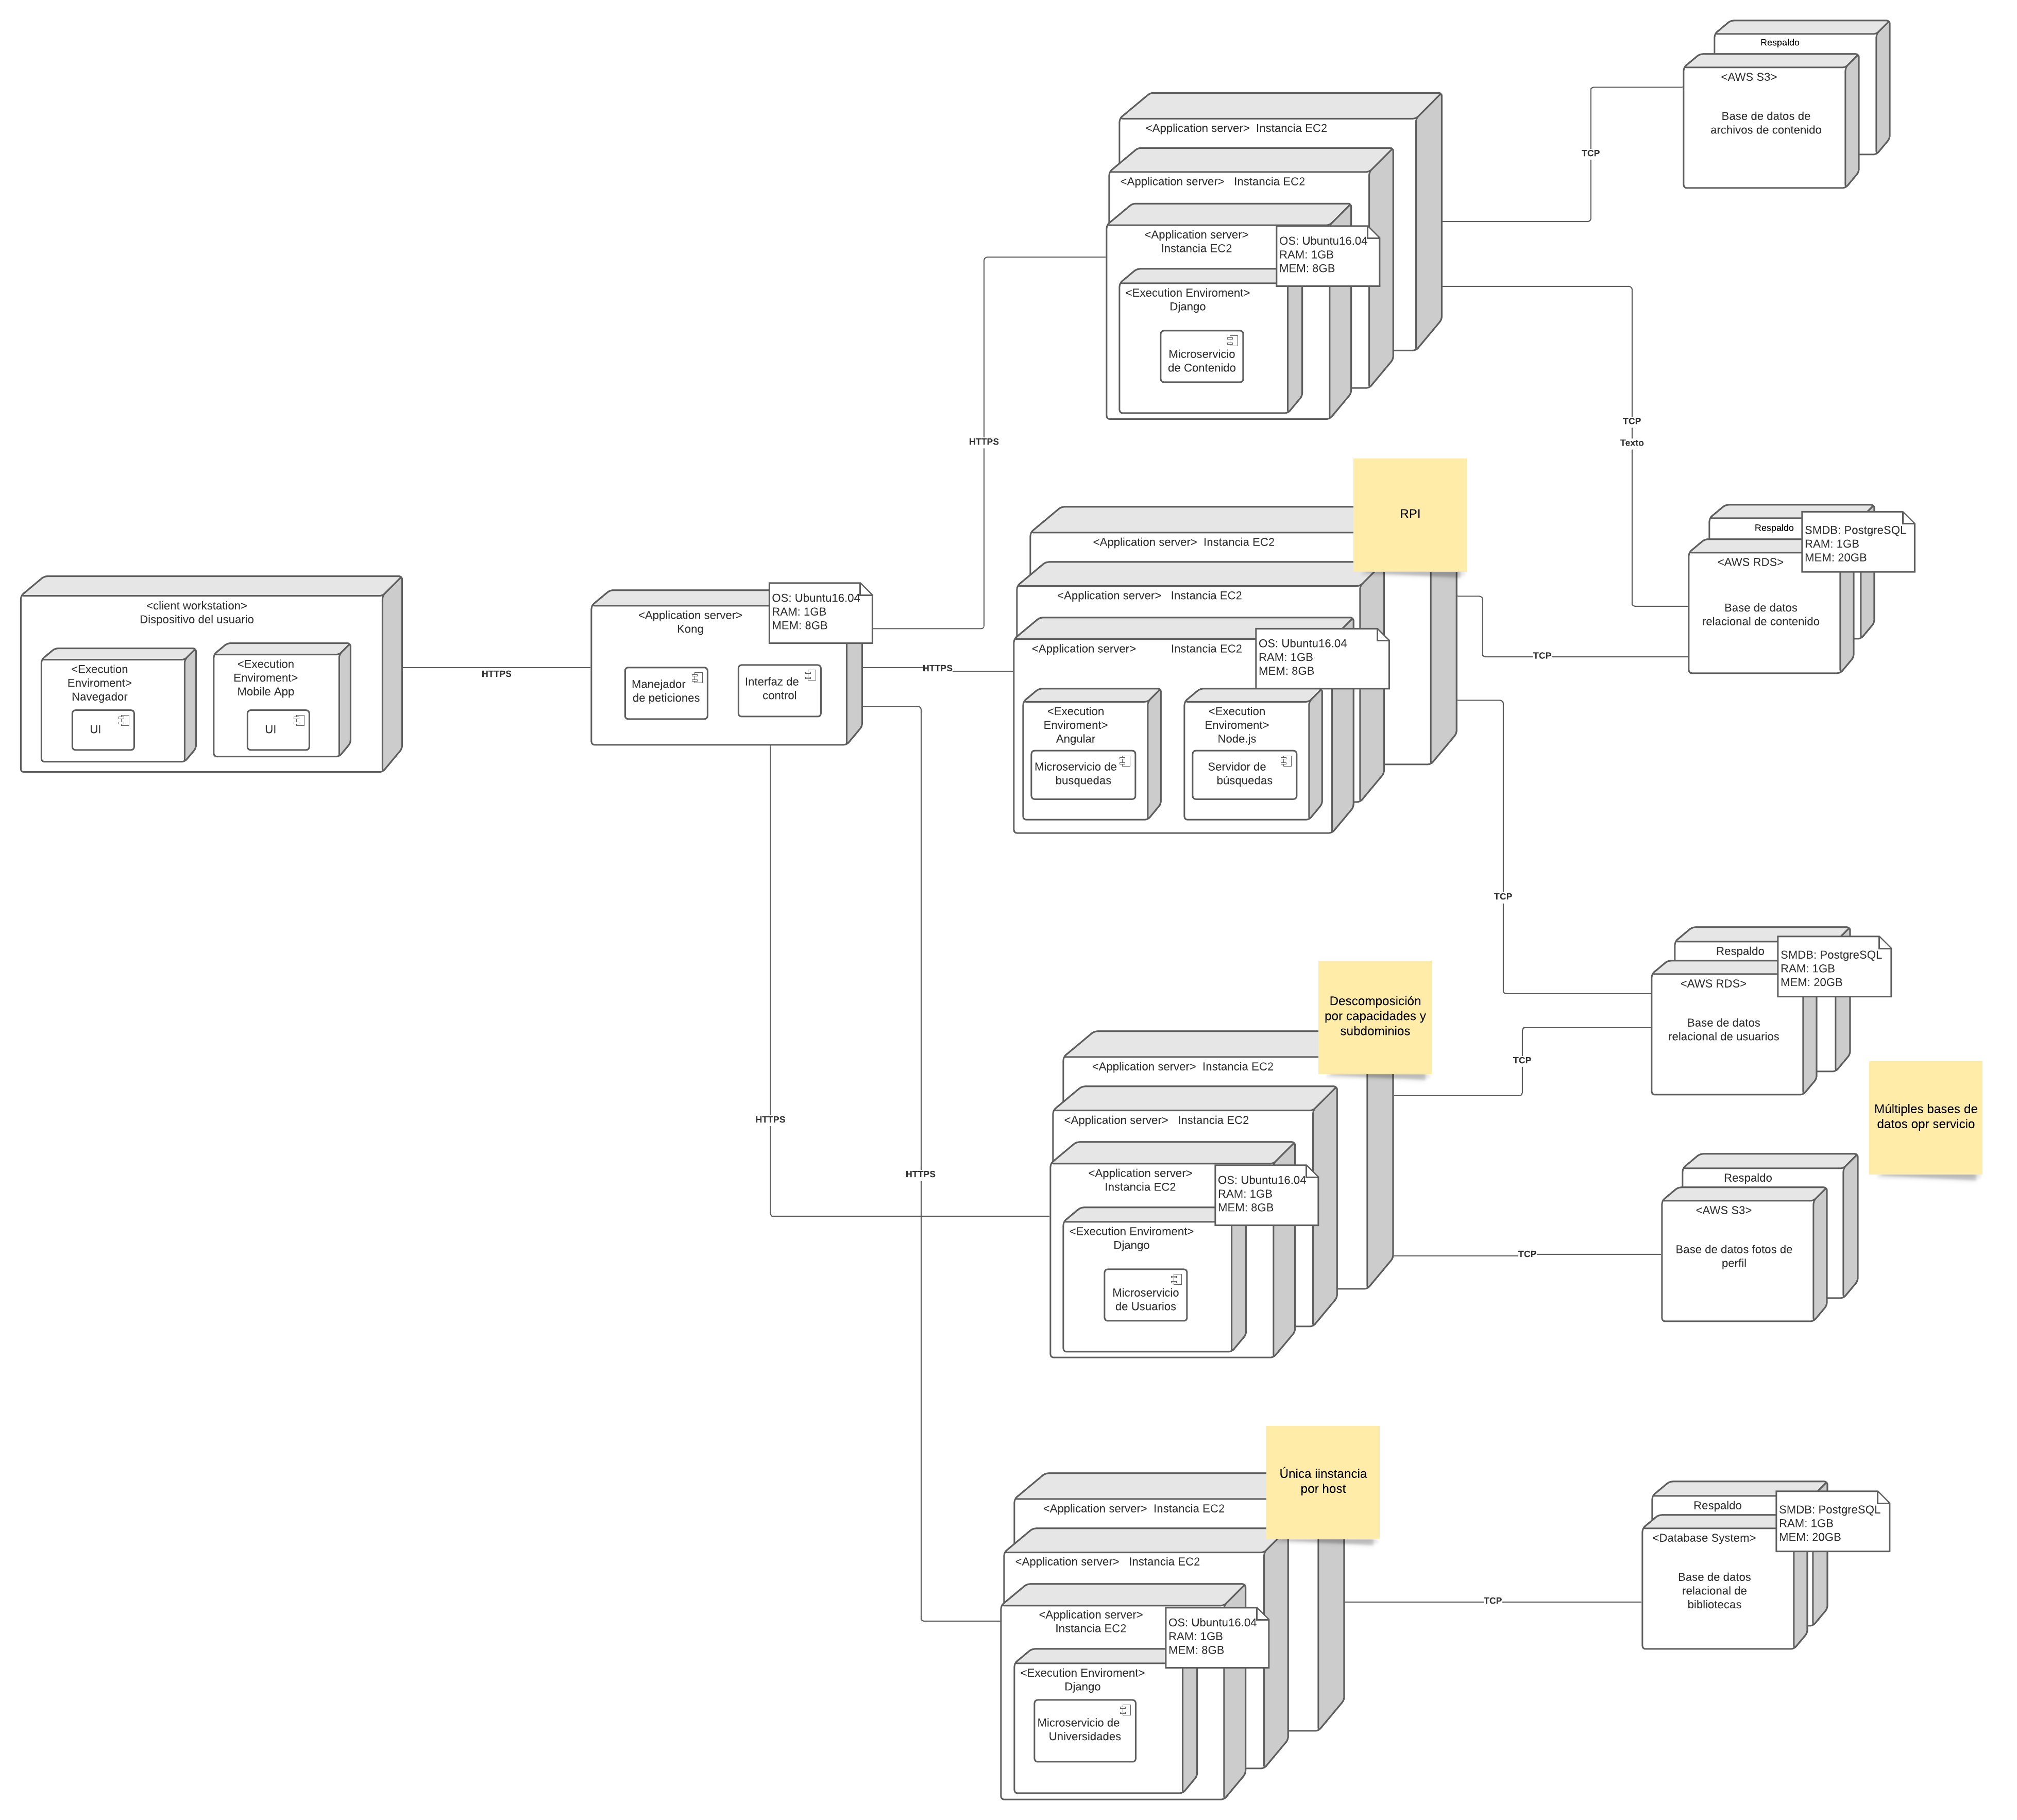 <client workstation>
Dispositivo del usuario
<Execution
Enviroment>
Navegador
UI
<Execution
Enviroment>
Mobile App
UI
HTTPS
<Application server>
Kong
OS: Ubuntu16.04
RAM: 1GB
MEM: 8GB
Manejador
de peticiones
Interfaz de
control
HTTPS
HTTPS
HTTPS
HTTPS
<Application server>  Instancia EC2
<Application server>   Instancia EC2
<Application server>
Instancia EC2
OS: Ubuntu16.04
RAM: 1GB
MEM: 8GB
<Execution Enviroment>
Django
Microservicio
de Contenido
TCP
TCP
Texto
Respaldo
<AWS S3>
Base de datos de
archivos de contenido
RPI
<Application server>  Instancia EC2
<Application server>   Instancia EC2
<Application server>   Instancia EC2
OS: Ubuntu16.04
RAM: 1GB
MEM: 8GB
<Execution
Enviroment>
Angular
Microservicio de
busquedas
<Execution
Enviroment>
Node.js
Servidor de
búsquedas
TCP
TCP
Respaldo
SMDB: PostgreSQL
RAM: 1GB
MEM: 20GB
<AWS RDS>
Base de datos
relacional de contenido
Descomposición
por capacidades y
subdominios
<Application server>  Instancia EC2
<Application server>   Instancia EC2
<Application server>
Instancia EC2
OS: Ubuntu16.04
RAM: 1GB
MEM: 8GB
<Execution Enviroment>
Django
Microservicio
de Usuarios
TCP
TCP
Respaldo
SMDB: PostgreSQL
RAM: 1GB
MEM: 20GB
<AWS RDS>
Base de datos
relacional de usuarios
Múltiples bases de
datos opr servicio
Respaldo
<AWS S3>
Base de datos fotos de
perfil
Única iinstancia
por host
<Application server>  Instancia EC2
<Application server>   Instancia EC2
<Application server>
Instancia EC2
OS: Ubuntu16.04
RAM: 1GB
MEM: 8GB
<Execution Enviroment>
Django
Microservicio de
Universidades
TCP
Respaldo
SMDB: PostgreSQL
RAM: 1GB
MEM: 20GB
<Database System>
Base de datos
relacional de
bibliotecas